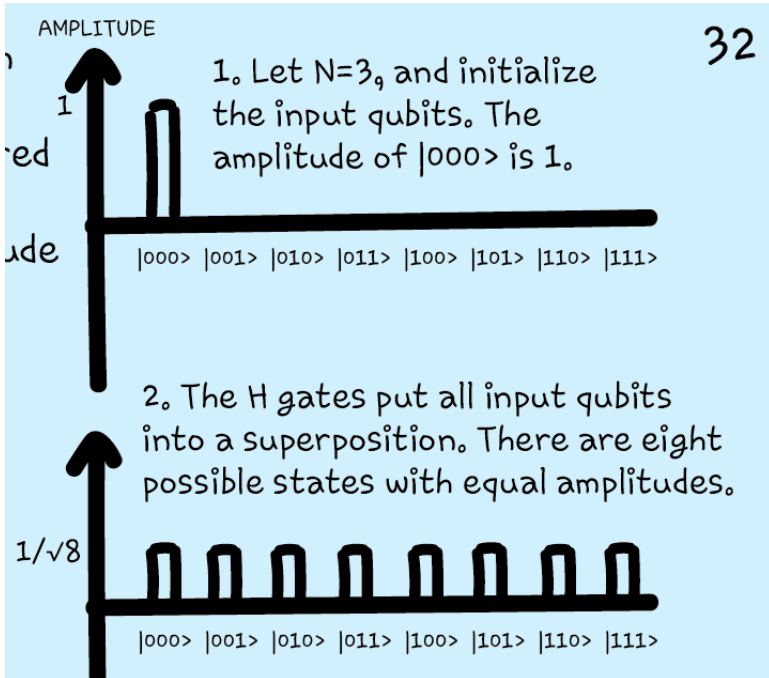 AMPLITUDE
32
1. Let N=3, and initialize
the input qubits. The
amplitude of |000> is 1.
1
|000> |001> |010> |011> |100> |101> |110> |111>
2. The H gates put all input qubits
into a superposition. There are eight
possible states with equal amplitudes.
1/√8
|000> |001> |010> |011> |100> |101> |110> |111>